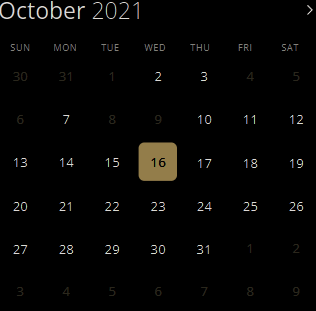 October 2021
SUN MON TUE WED THU FRI SAT
30 31 1 2 3 4 5
6 7 8 9 10 11 12
13 14 15 16 17 18 19
20 21 22 23 24 25 26
27 28 29 30 31 1 2
3 4 5 6 7 8 9